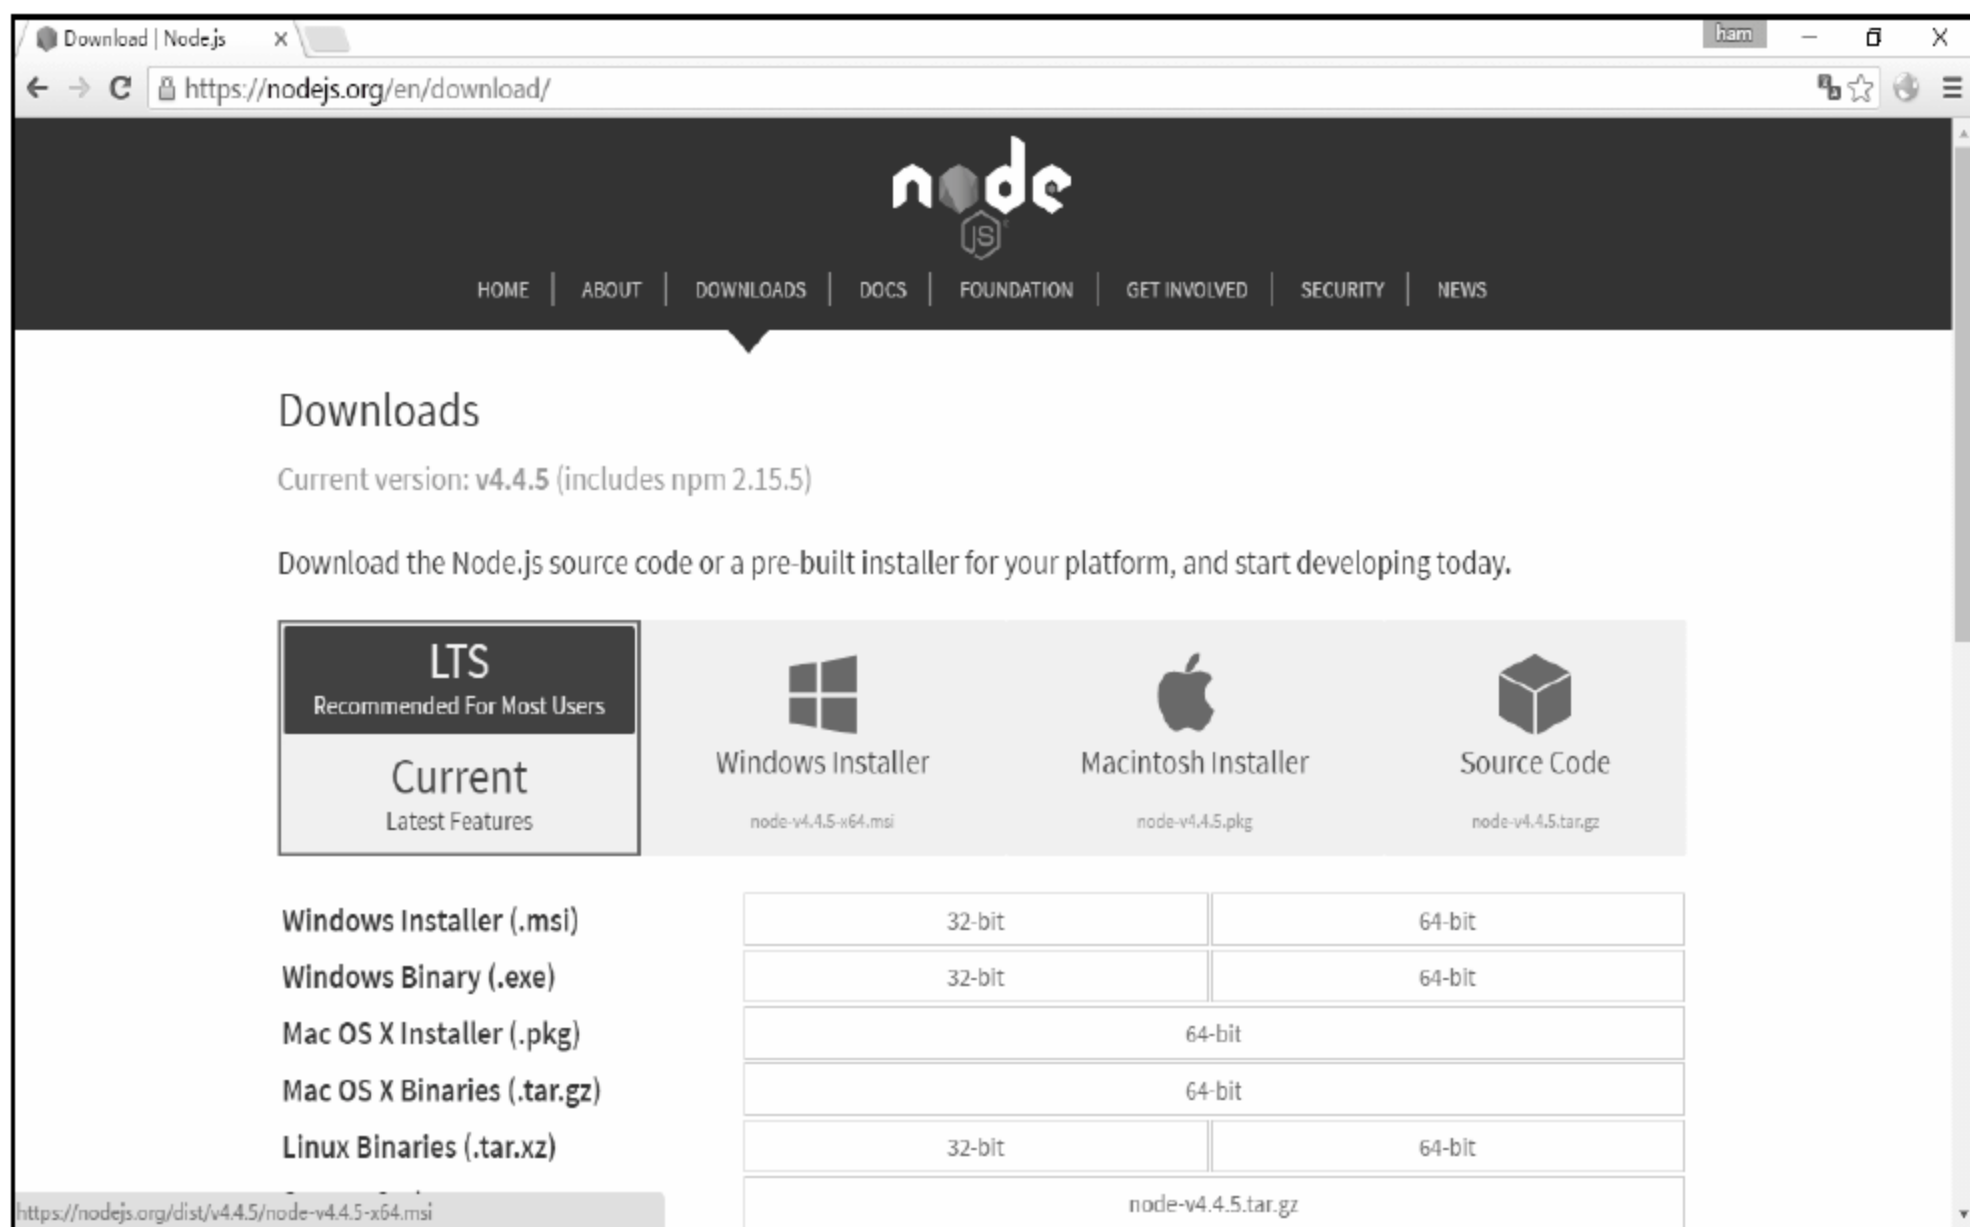 Download | Node.js
ham
https://nodejs.org/en/download/
node
JS
HOME ABOUT DOWNLOADS DOCS FOUNDATION GET INVOLVED SECURITY NEWS
Downloads
Current version: v4.4.5 (includes npm 2.15.5)
Download the Node.js source code or a pre-built installer for your platform, and start developing today.
LTS
Recommended For Most Users
Current
Latest Features
Windows Installer
node-v4.4.5-x64.msi
Macintosh Installer
node-v4.4.5.pkg
Source Code
node-v4.4.5.tar.gz
Windows Installer (.msi) 32-bit 64-bit
Windows Binary (.exe) 32-bit 64-bit
Mac OS X Installer (.pkg) 64-bit
Mac OS X Binaries (.tar.gz) 64-bit
Linux Binaries (.tar.xz) 32-bit 64-bit
node-v4.4.5.tar.gz
https://nodejs.org/dist/v4.4.5/node-v4.4.5-x64.msi